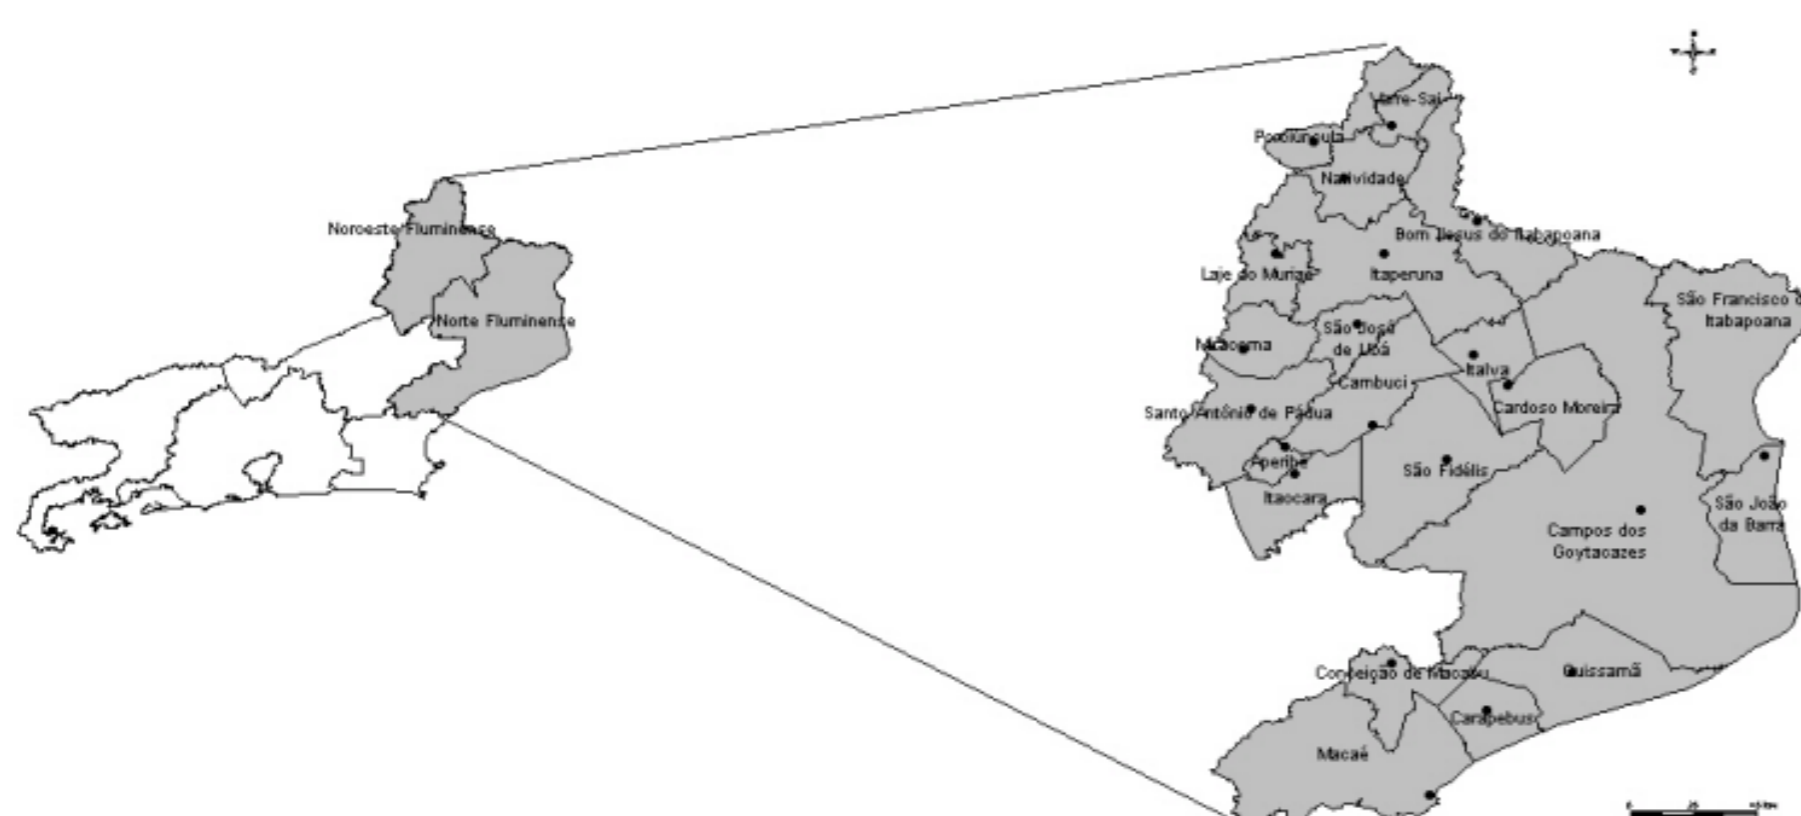 Noroeste Fluminense
Norte Fluminense
Varre-Sai
Porciúncula
Natividade
Bom Jesus do Itabapoana
Laje do Muriaé
Itaperuna
São Francisco
Itabapoana
São José
de Ubá
Miracema
Italva
Cambuci
Cardoso Moreira
Santo Antônio de Pádua
Aperibé
São Fidélis
Itaocara
São João
da Barra
Campos dos
Goytacazes
Conceição de Macabu
Quissamã
Carapebus
Macaé
0